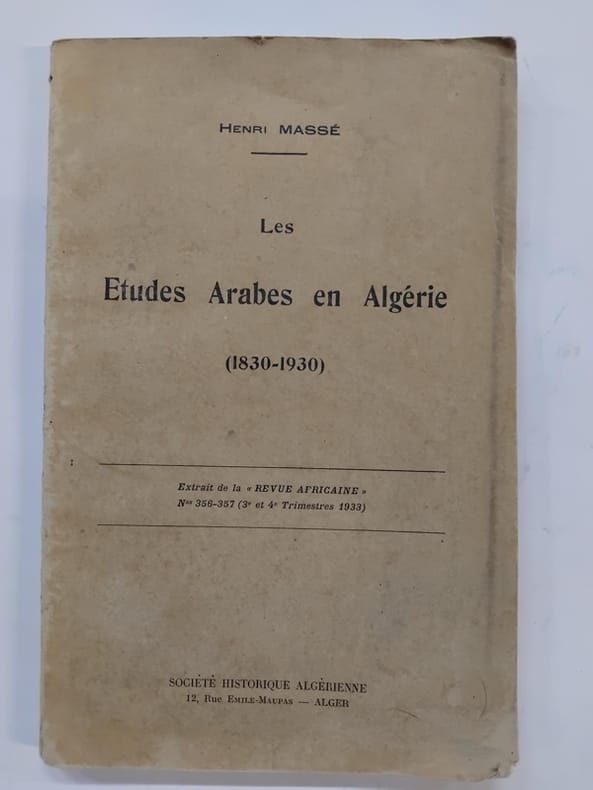 Henri MASSÉ
Les
Etudes Arabes en Algérie
(1830-1930)
Extrait de la « REVUE AFRICAINE »
Nos 356-357 (3e et 4e Trimestres 1933)
SOCIÉTÉ HISTORIQUE ALGÉRIENNE
12, Rue Emile-Maupas — ALGER